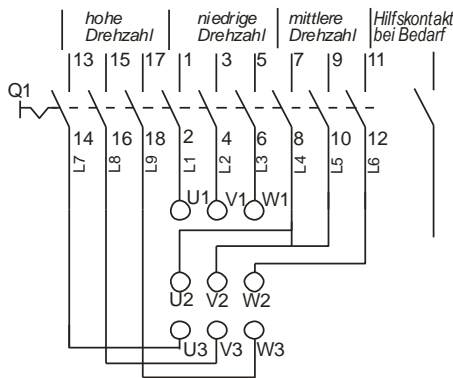 hohe Drehzahl
niedrige Drehzahl
mittlere Drehzahl
Hilfskontakt bei Bedarf
13 15 17 1 3 5 7 9 11
Q1
14 16 18 2 4 6 8 10 12
L7 L8 L9 L1 L2 L3 L4 L5 L6
U1 V1 W1
U2 V2 W2
U3 V3 W3